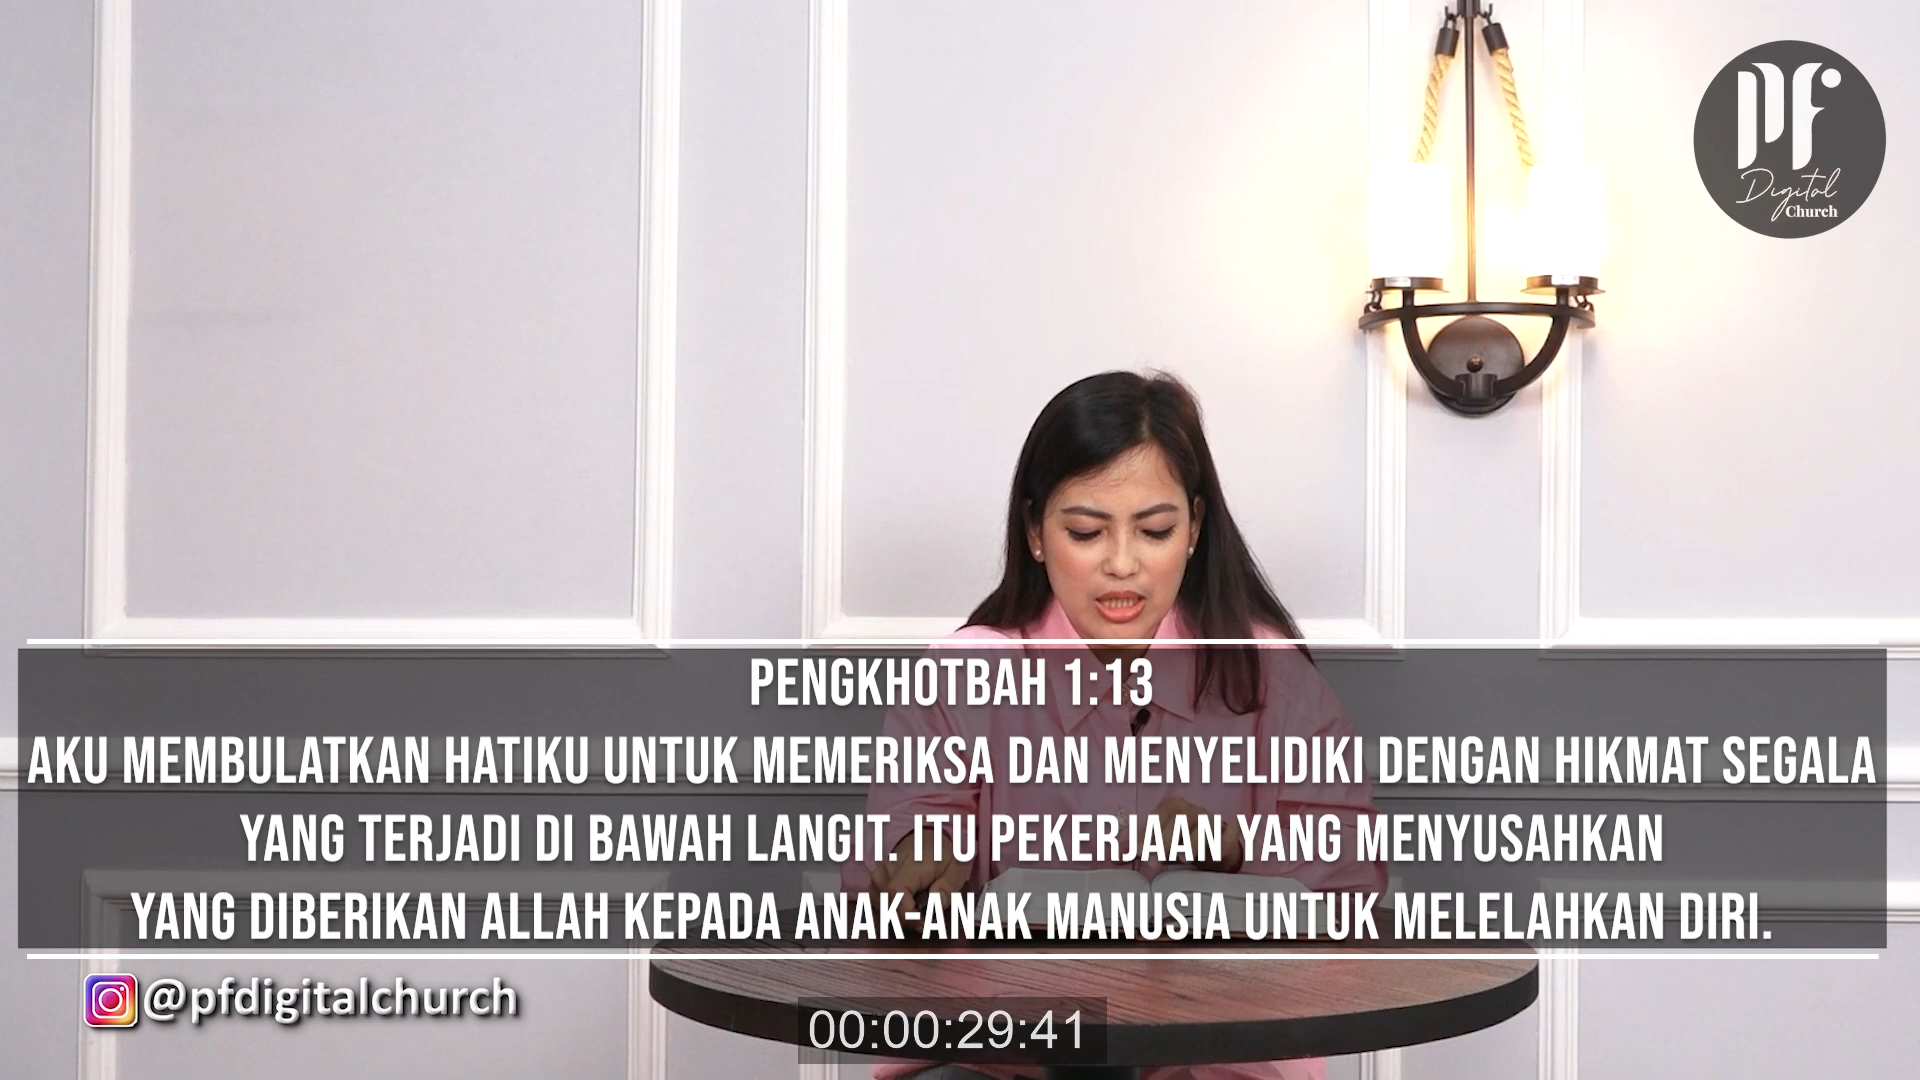 PF
Digital
Church
PENGKHOTBAH 1:13
AKU MEMBULATKAN HATIKU UNTUK MEMERIKSA DAN MENYELIDIKI DENGAN HIKMAT SEGALA
YANG TERJADI DI BAWAH LANGIT. ITU PEKERJAAN YANG MENYUSAHKAN
YANG DIBERIKAN ALLAH KEPADA ANAK-ANAK MANUSIA UNTUK MELELAHKAN DIRI.
@pfdigitalchurch
00:00:29:41